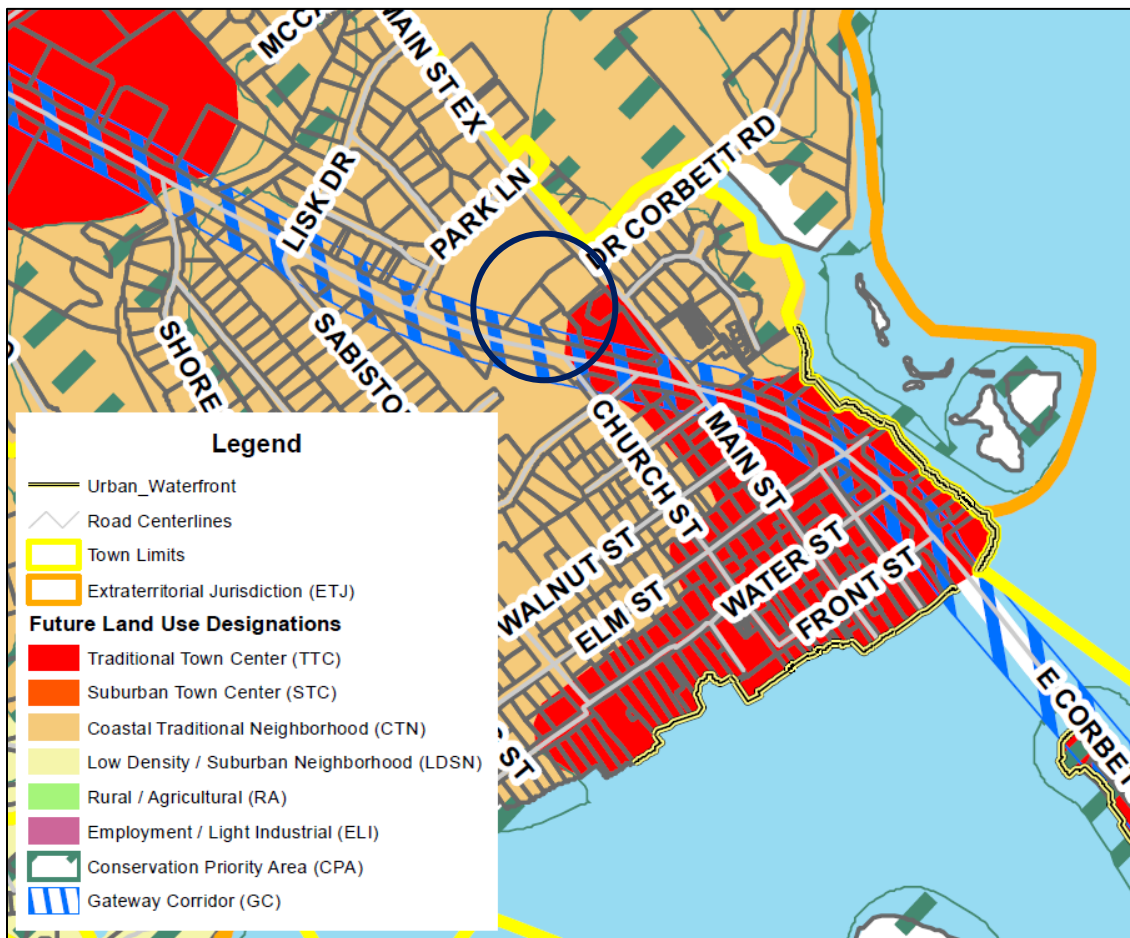 MCCA
MAIN ST EX
DR CORBETT RD
LISK DR
PARK LN
SHORE
SABISTO
CHURCH ST
MAIN ST
WALNUT ST
ELM ST
WATER ST
FRONT ST
ST
E CORBET
Legend
Urban_Waterfront
Road Centerlines
Town Limits
Extraterritorial Jurisdiction (ETJ)
Future Land Use Designations
Traditional Town Center (TTC)
Suburban Town Center (STC)
Coastal Traditional Neighborhood (CTN)
Low Density / Suburban Neighborhood (LDSN)
Rural / Agricultural (RA)
Employment / Light Industrial (ELI)
Conservation Priority Area (CPA)
Gateway Corridor (GC)